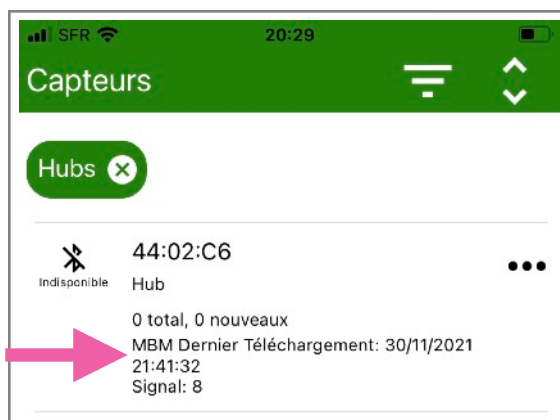 SFR 20:29
Capteurs
Hubs
44:02:C6
Indisponible
Hub
0 total, 0 nouveaux
MBM Dernier Téléchargement: 30/11/2021
21:41:32
Signal: 8